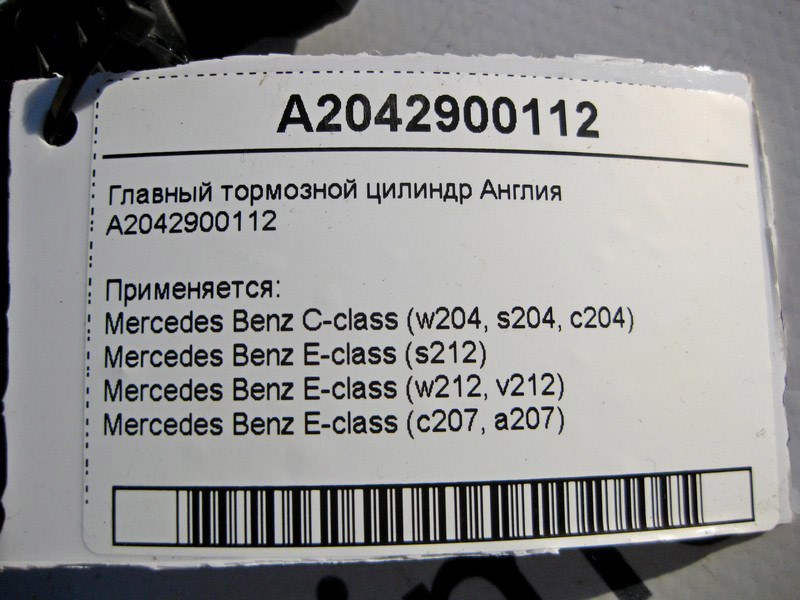 A2042900112
Главный тормозной цилиндр Англия
A2042900112
Применяется:
Mercedes Benz C-class (w204, s204, c204)
Mercedes Benz E-class (s212)
Mercedes Benz E-class (w212, v212)
Mercedes Benz E-class (c207, a207)